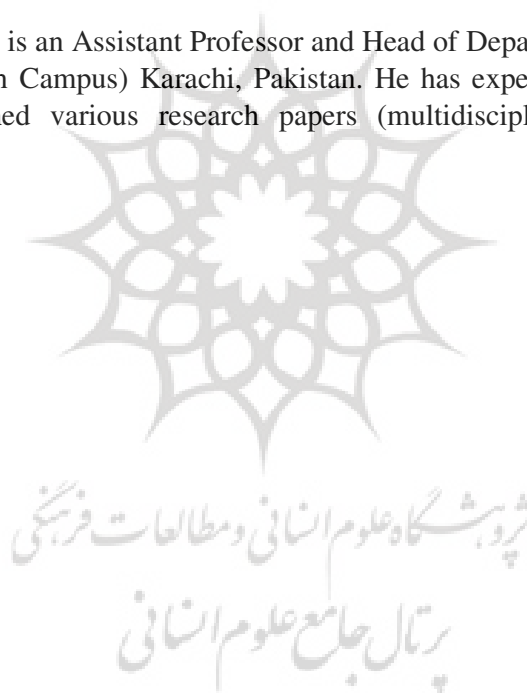 is an Assistant Professor and Head of Depa
Campus) Karachi, Pakistan. He has expe
various research papers (multidiscipl
پژوهشگاه علوم انسانی و مطالعات فرهنگی
پرتال جامع علوم انسانی